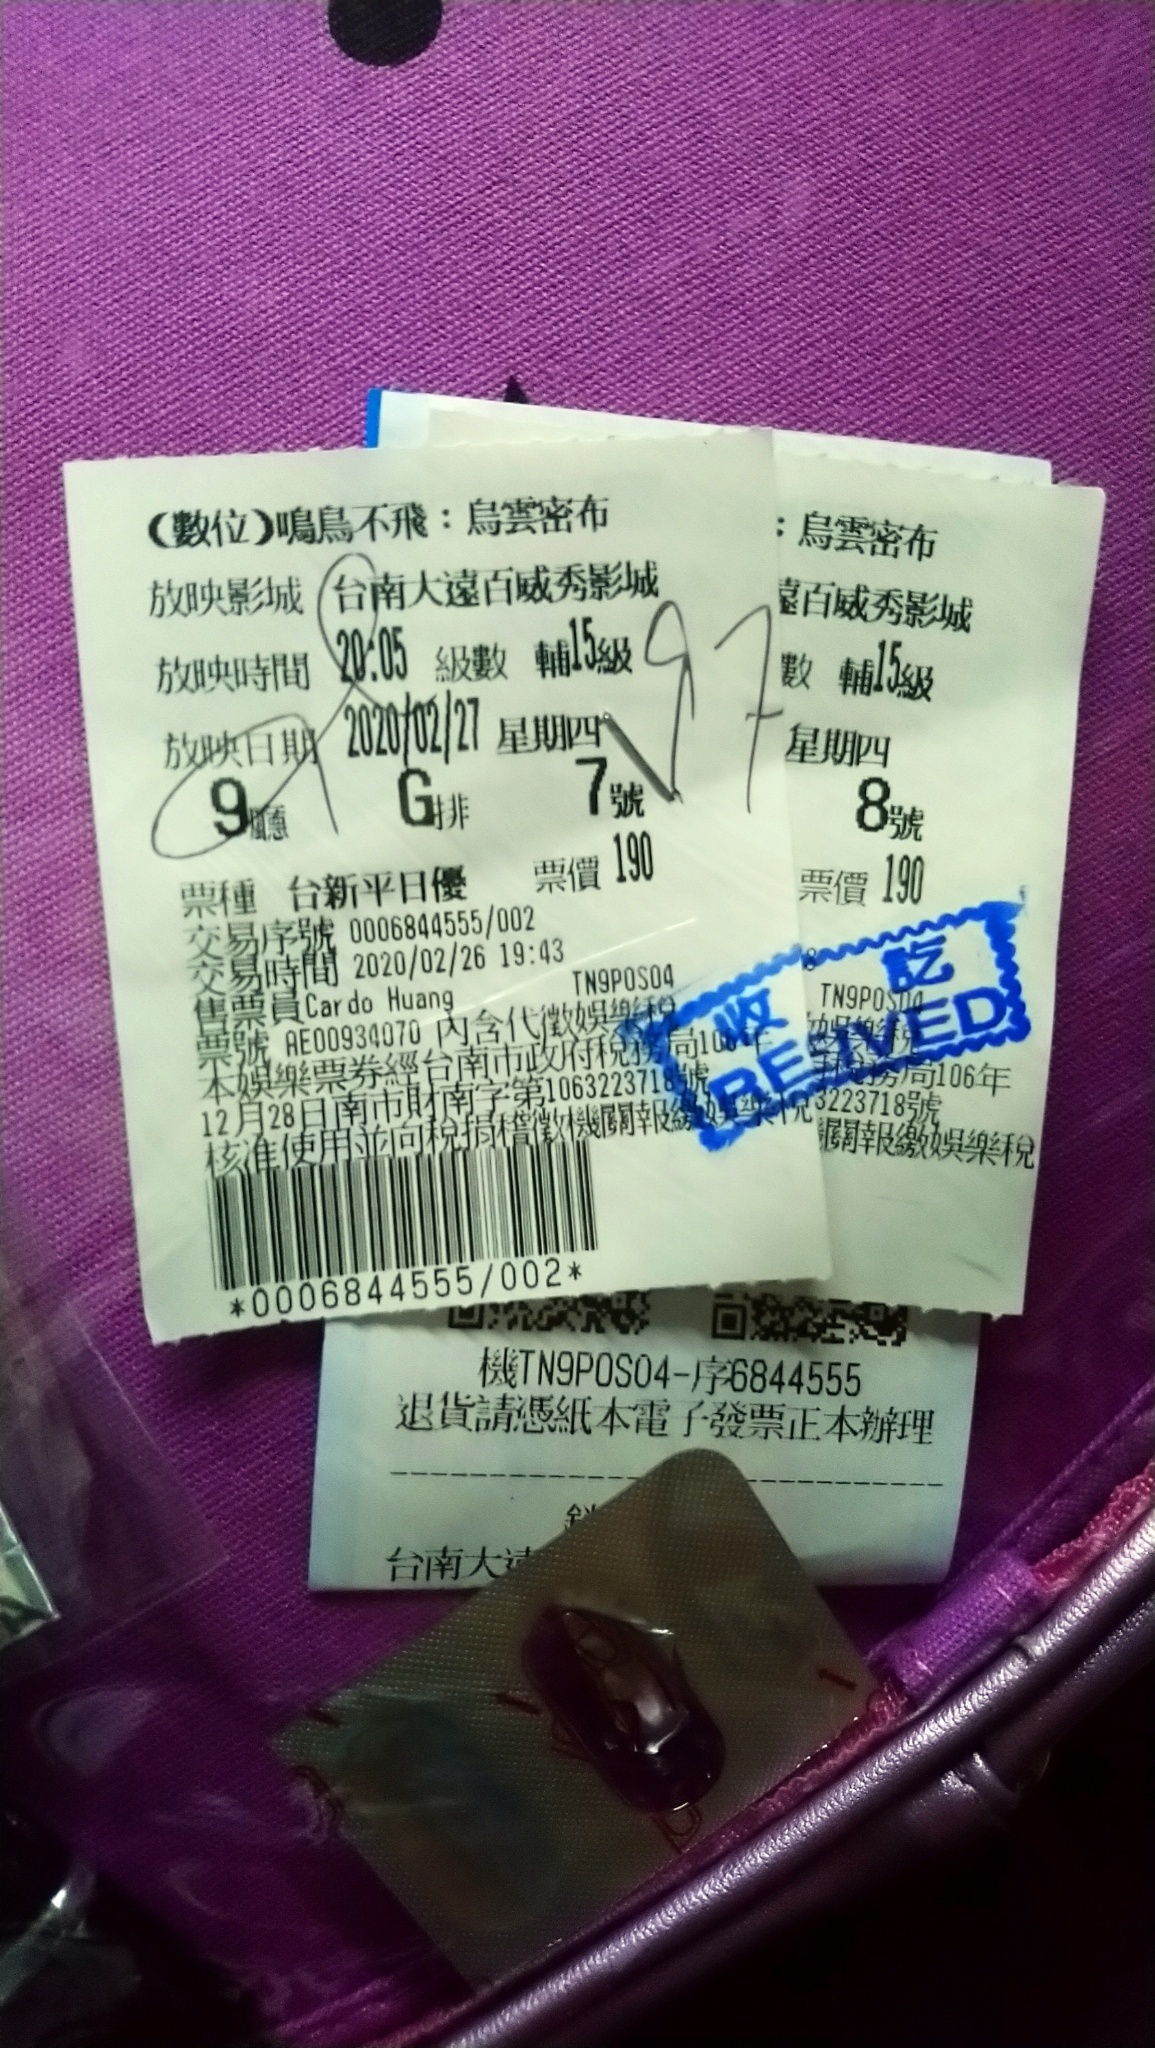 (數位)鳴鳥不飛：烏雲密布
放映影城 台南大遠百威秀影城
放映時間 20:05 級數 輔15級
放映日期 2020/02/27 星期四
9廳 G排 7號
票種 台新平日優 票價 190
交易序號 0006844555/002
交易時間 2020/02/26 19:43
售票員Cardo Huang TN9POS04
票號 AE00934070 內含代徵娛樂稅
本娛樂票券經台南市政府稅務局106年
12月28日南市財南字第1063223718號
核准使用並向稅捐稽徵機關報繳娛樂稅
*0006844555/002*
97
：烏雲密布
遠百威秀影城
數 輔15級
星期四
8號
票價 190
8
TN9POS04
娛樂稅
稅務局106年
3223718號
關報繳娛樂稅
收訖
RE IVED
機TN9POS04-序6844555
退貨請憑紙本電子發票正本辦理
台南大遠